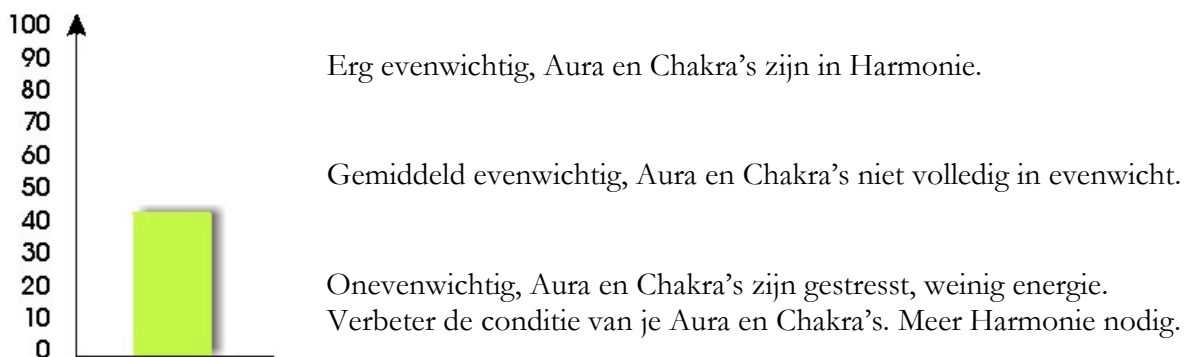 100
90
Erg evenwichtig, Aura en Chakra’s zijn in Harmonie.
80
70
60
Gemiddeld evenwichtig, Aura en Chakra’s niet volledig in evenwicht.
50
40
30
20
Onevenwichtig, Aura en Chakra’s zijn gestresst, weinig energie.
10
Verbeter de conditie van je Aura en Chakra’s. Meer Harmonie nodig.
0